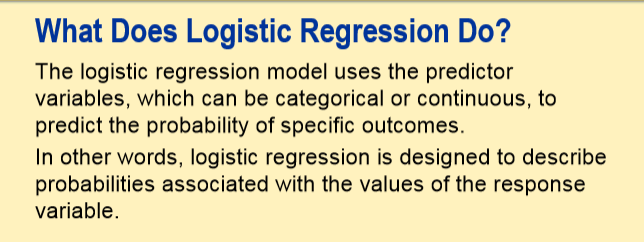 What Does Logistic Regression Do?
The logistic regression model uses the predictor
variables, which can be categorical or continuous, to
predict the probability of specific outcomes.
In other words, logistic regression is designed to describe
probabilities associated with the values of the response
variable.